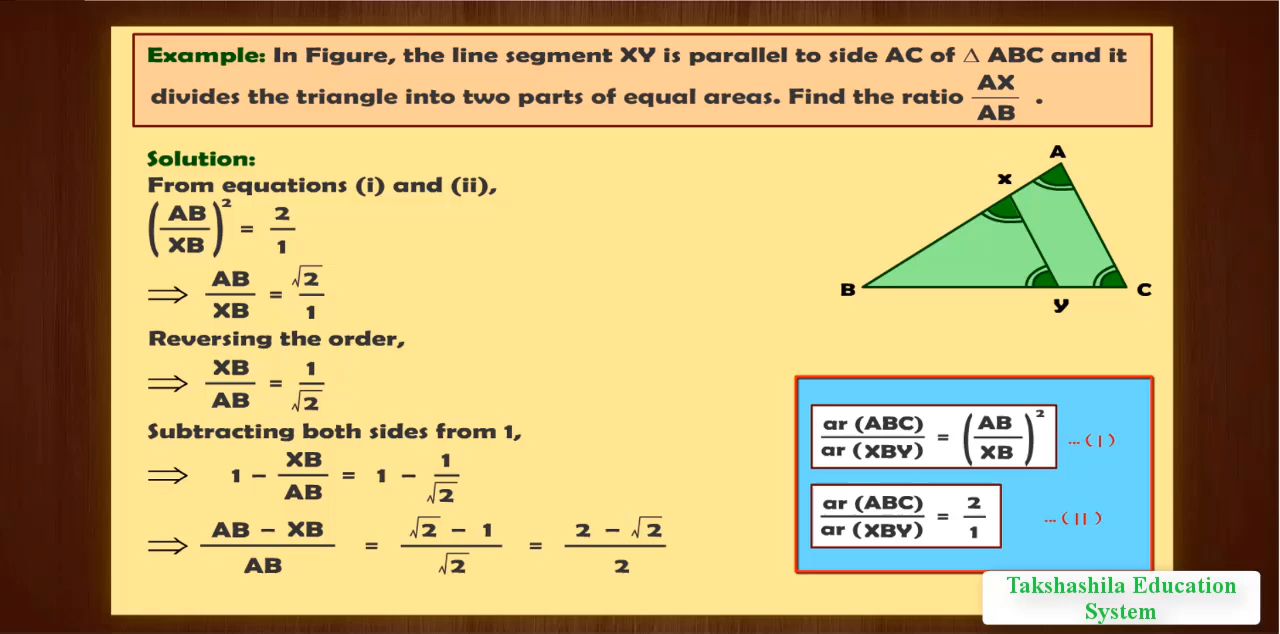 Example: In Figure, the line segment XY is parallel to side AC of Δ ABC and it
divides the triangle into two parts of equal areas. Find the ratio AX/AB .
Solution:
From equations (i) and (ii),
(AB/XB)² = 2/1
⟹ AB/XB = √2/1
Reversing the order,
⟹ XB/AB = 1/√2
Subtracting both sides from 1,
⟹ 1 − XB/AB = 1 − 1/√2
⟹ AB − XB/AB = √2 − 1/√2 = 2 − √2/2
A
x
B
C
y
ar (ABC)/ar (XBY) = (AB/XB)² ...(I)
ar (ABC)/ar (XBY) = 2/1 ...(II)
Takshashila Education
System